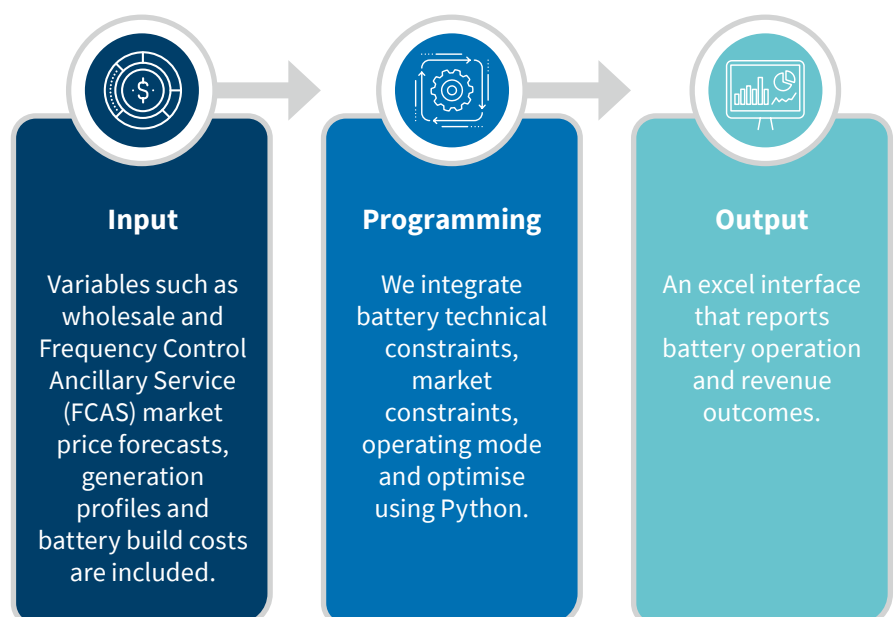 $
Input
Variables such as
wholesale and
Frequency Control
Ancillary Service
(FCAS) market
price forecasts,
generation
profiles and
battery build costs
are included.
Programming
We integrate
battery technical
constraints,
market
constraints,
operating mode
and optimise
using Python.
Output
An excel interface
that reports
battery operation
and revenue
outcomes.